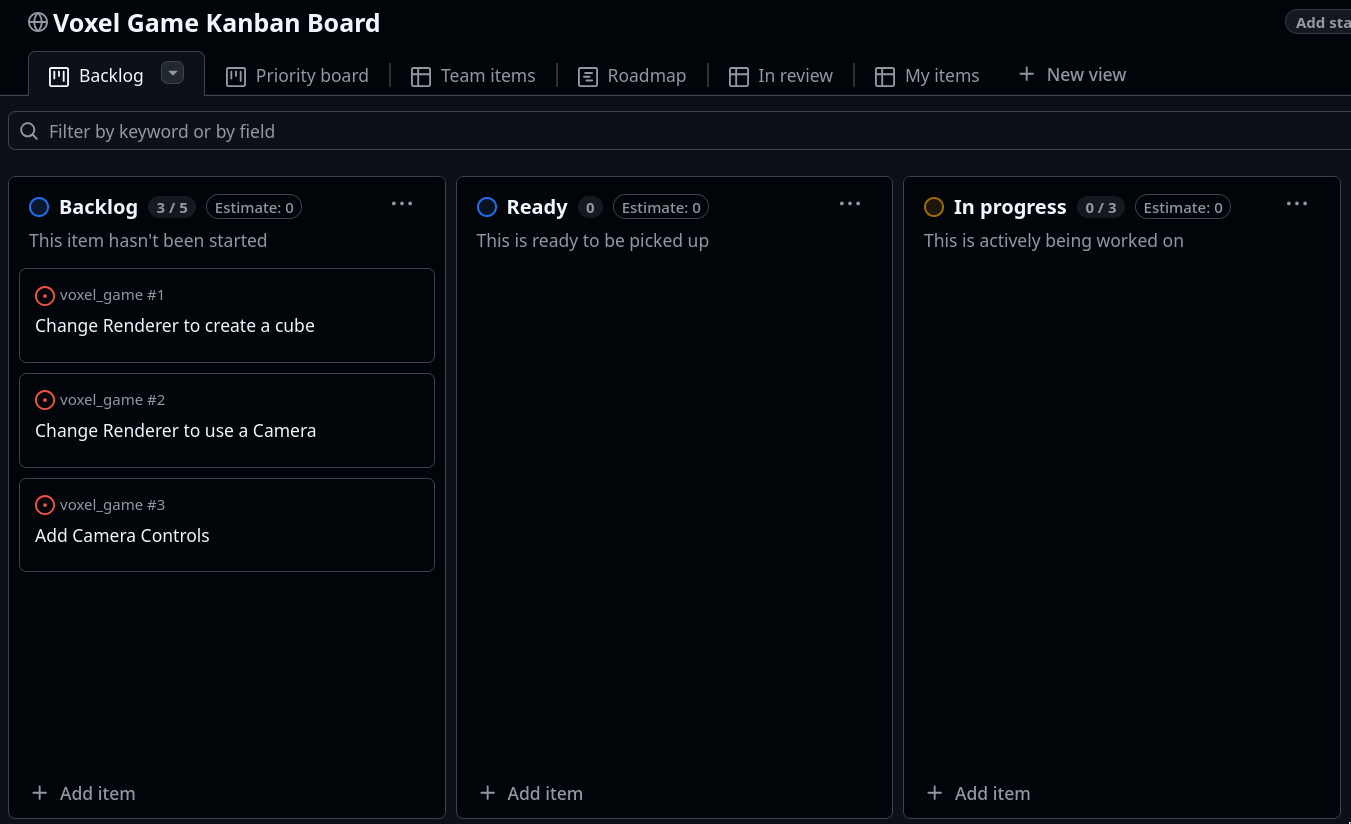 Voxel Game Kanban Board
Add sta
Backlog
Priority board
Team items
Roadmap
In review
My items
New view
Filter by keyword or by field
Backlog 3 / 5 Estimate: 0
This item hasn't been started
voxel_game #1
Change Renderer to create a cube
voxel_game #2
Change Renderer to use a Camera
voxel_game #3
Add Camera Controls
Add item
Ready 0 Estimate: 0
This is ready to be picked up
Add item
In progress 0 / 3 Estimate: 0
This is actively being worked on
Add item